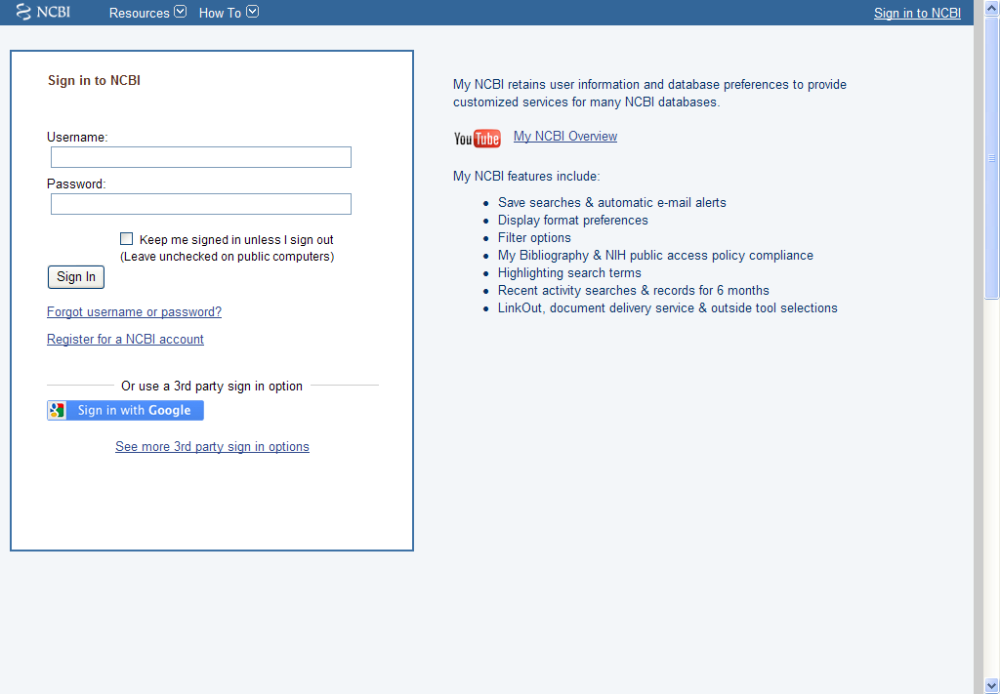 NCBI Resources How To Sign in to NCBI
Sign in to NCBI
Username:
Password:
Keep me signed in unless I sign out
(Leave unchecked on public computers)
Sign In
Forgot username or password?
Register for a NCBI account
Or use a 3rd party sign in option
Sign in with Google
See more 3rd party sign in options
My NCBI retains user information and database preferences to provide
customized services for many NCBI databases.
YouTube My NCBI Overview
My NCBI features include:
• Save searches & automatic e-mail alerts
• Display format preferences
• Filter options
• My Bibliography & NIH public access policy compliance
• Highlighting search terms
• Recent activity searches & records for 6 months
• LinkOut, document delivery service & outside tool selections